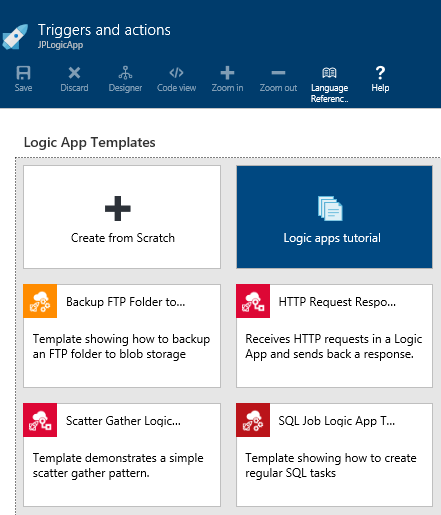 Triggers and actions
JPLogicApp
Save
Discard
Designer
Code view
Zoom in
Zoom out
Language
Referenc..
Help
Logic App Templates
Create from Scratch
Logic apps tutorial
Backup FTP Folder to...
Template showing how to backup
an FTP folder to blob storage
HTTP Request Respo...
Receives HTTP requests in a Logic
App and sends back a response.
Scatter Gather Logic...
Template demonstrates a simple
scatter gather pattern.
SQL Job Logic App T...
Template showing how to create
regular SQL tasks